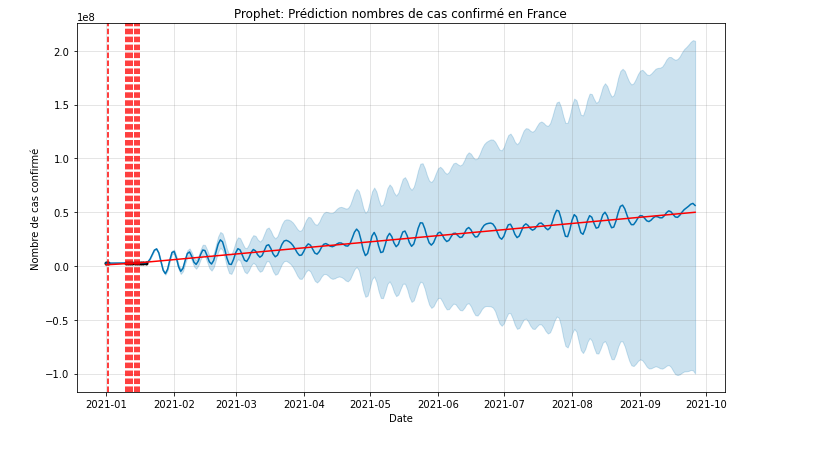 Prophet: Prédiction nombres de cas confirmé en France
1e8
2.0
1.5
1.0
0.5
0.0
−0.5
−1.0
Nombre de cas confirmé
2021-01 2021-02 2021-03 2021-04 2021-05 2021-06 2021-07 2021-08 2021-09 2021-10
Date